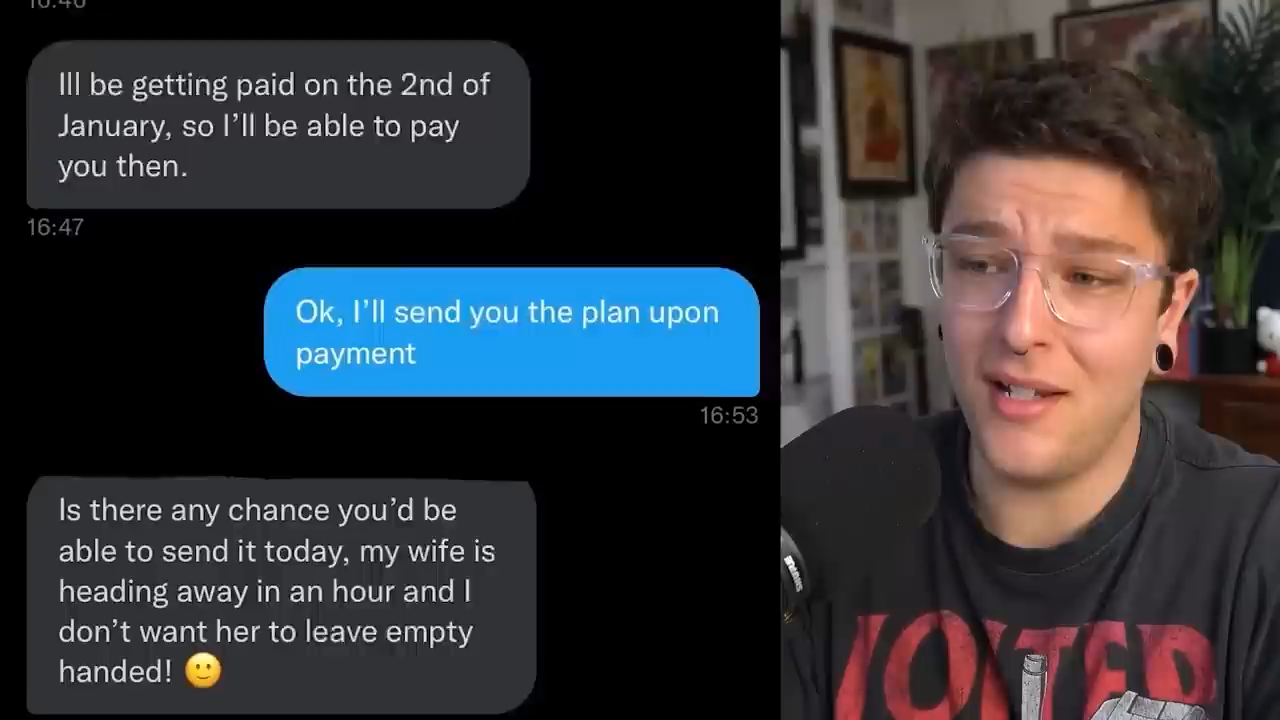 16:46
Ill be getting paid on the 2nd of
January, so I'll be able to pay
you then.
16:47
Ok, I'll send you the plan upon
payment
16:53
Is there any chance you'd be
able to send it today, my wife is
heading away in an hour and I
don't want her to leave empty
handed! 🙂